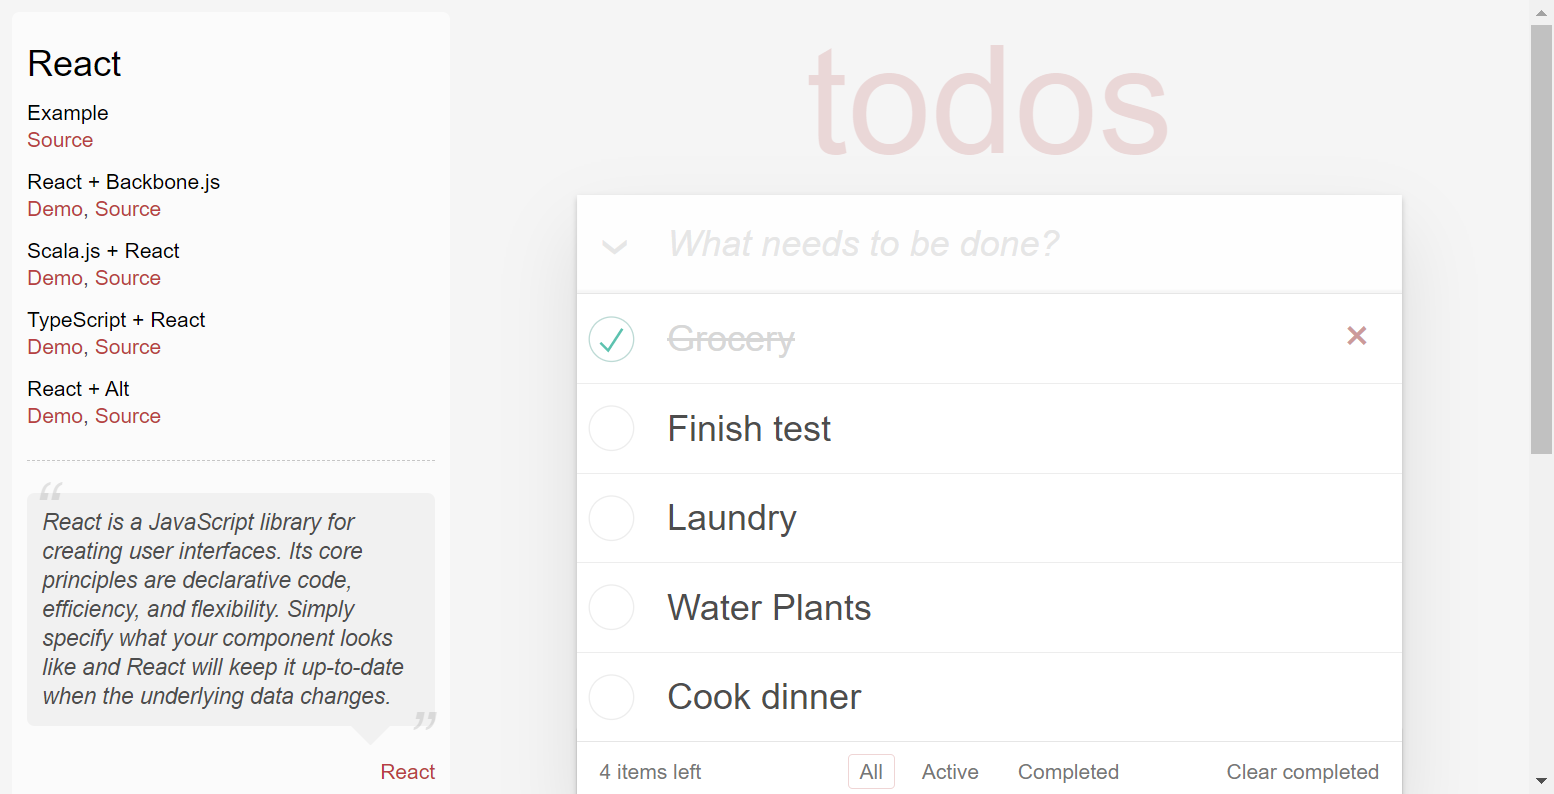 React
Example
Source
React + Backbone.js
Demo, Source
Scala.js + React
Demo, Source
TypeScript + React
Demo, Source
React + Alt
Demo, Source
“
React is a JavaScript library for
creating user interfaces. Its core
principles are declarative code,
efficiency, and flexibility. Simply
specify what your component looks
like and React will keep it up-to-date
when the underlying data changes.
”
React
todos
What needs to be done?
Grocery
Finish test
Laundry
Water Plants
Cook dinner
4 items left All Active Completed Clear completed